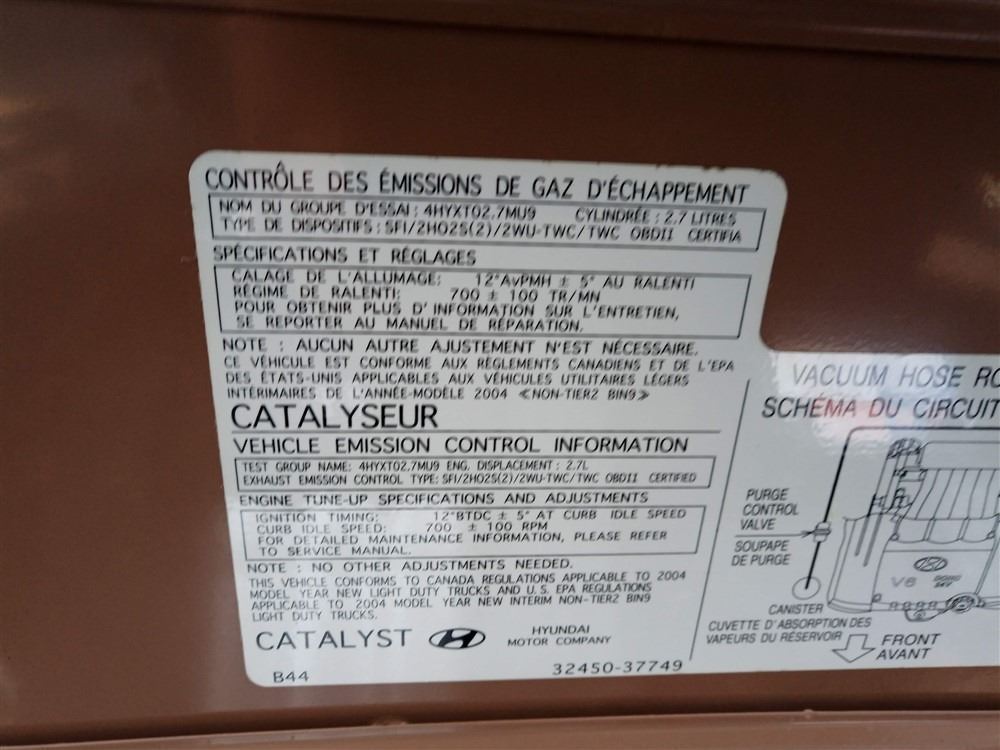 CONTRÔLE DES ÉMISSIONS DE GAZ D'ÉCHAPPEMENT
NOM DU GROUPE D'ESSAI : 4HYXT02.7MU9 CYLINDRÉE : 2.7 LITRES
TYPE DE DISPOSITIFS : SFI/2HO2S(2)/2WU-TWC/TWC OBDII CERTIFIA
SPÉCIFICATIONS ET RÉGLAGES
CALAGE DE L'ALLUMAGE: 12°AvPMH ± 5° AU RALENTI
RÉGIME DE RALENTI: 700 ± 100 TR/MN
POUR OBTENIR PLUS D'INFORMATION SUR L'ENTRETIEN,
SE REPORTER AU MANUEL DE RÉPARATION.
NOTE : AUCUN AUTRE AJUSTEMENT N'EST NÉCESSAIRE.
CE VÉHICULE EST CONFORME AUX RÈGLEMENTS CANADIENS ET DE L'EPA
DES ÉTATS-UNIS APPLICABLES AUX VÉHICULES UTILITAIRES LÉGERS
INTÉRIMAIRES DE L'ANNÉE-MODÈLE 2004 ≪NON-TIER2 BIN9≫
CATALYSEUR
VEHICLE EMISSION CONTROL INFORMATION
TEST GROUP NAME: 4HYXT02.7MU9 ENG. DISPLACEMENT : 2.7L
EXHAUST EMISSION CONTROL TYPE: SFI/2HO2S(2)/2WU-TWC/TWC OBDII CERTIFIED
ENGINE TUNE-UP SPECIFICATIONS AND ADJUSTMENTS
IGNITION TIMING: 12°BTDC ± 5° AT CURB IDLE SPEED
CURB IDLE SPEED: 700 ± 100 RPM
FOR DETAILED MAINTENANCE INFORMATION, PLEASE REFER
TO SERVICE MANUAL.
NOTE : NO OTHER ADJUSTMENTS NEEDED.
THIS VEHICLE CONFORMS TO CANADA REGULATIONS APPLICABLE TO 2004
MODEL YEAR NEW LIGHT DUTY TRUCKS AND U.S. EPA REGULATIONS
APPLICABLE TO 2004 MODEL YEAR NEW INTERIM NON-TIER2 BIN9
LIGHT DUTY TRUCKS.
CATALYST
HYUNDAI
MOTOR COMPANY
B44
32450-37749
VACUUM HOSE RO
SCHÉMA DU CIRCUIT
PURGE
CONTROL
VALVE
SOUPAPE
DE PURGE
V6 DOHC
24V
CANISTER
CUVETTE D'ABSORPTION DES
VAPEURS DU RÉSERVOIR
FRONT
AVANT